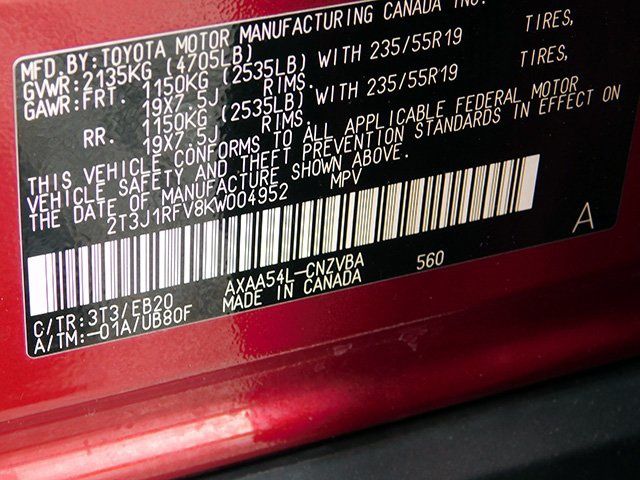 MFD.BY:TOYOTA MOTOR MANUFACTURING CANADA INC.
GVWR:2135KG (4705LB)
GAWR:FRT. 1150KG (2535LB) WITH 235/55R19 TIRES,
19X7.5J RIMS.
RR. 1150KG (2535LB) WITH 235/55R19 TIRES,
19X7.5J RIMS.
THIS VEHICLE CONFORMS TO ALL APPLICABLE FEDERAL MOTOR
VEHICLE SAFETY AND THEFT PREVENTION STANDARDS IN EFFECT ON
THE DATE OF MANUFACTURE SHOWN ABOVE.
2T3J1RFV8KW004952 MPV
A
C/TR:3T3/EB20 AXAA54L-CNZVBA 560
A/TM:-01A/UB80F MADE IN CANADA